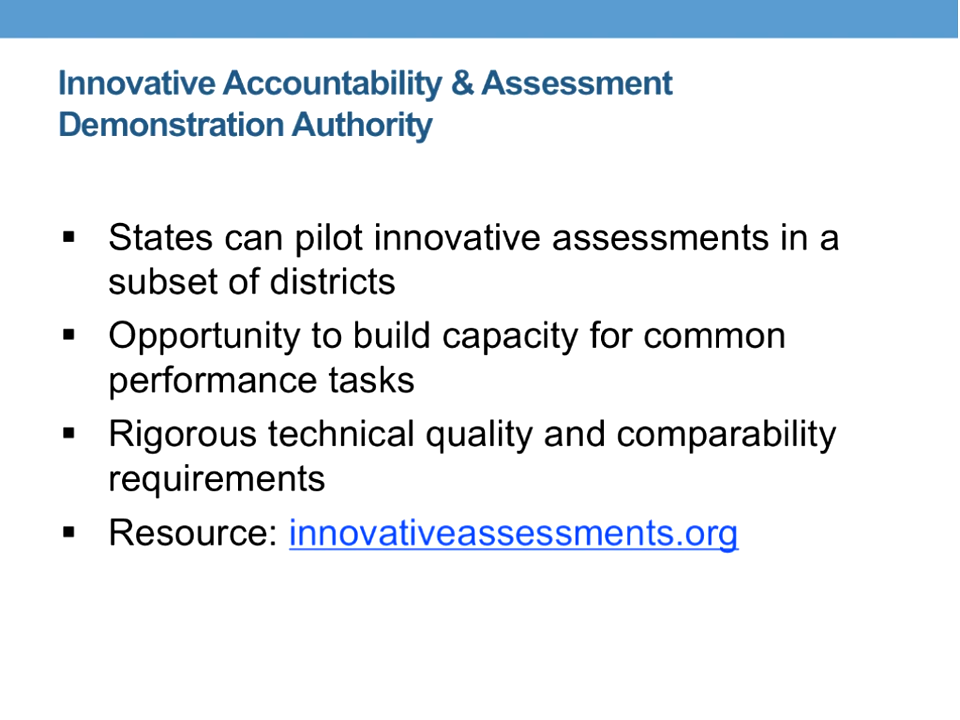 Innovative Accountability & Assessment
Demonstration Authority
▪ States can pilot innovative assessments in a
subset of districts
▪ Opportunity to build capacity for common
performance tasks
▪ Rigorous technical quality and comparability
requirements
▪ Resource: innovativeassessments.org